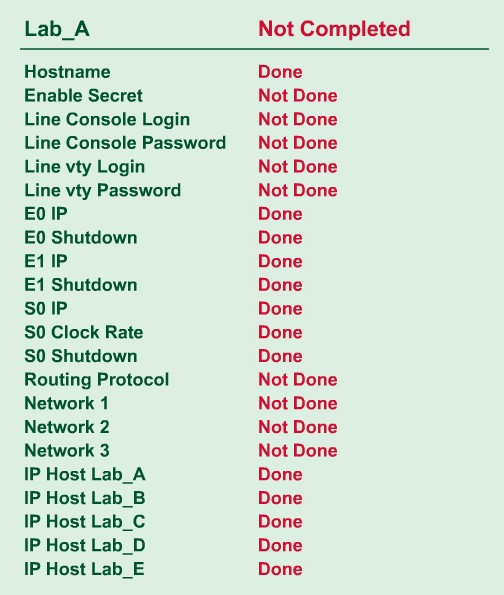 Lab_A Not Completed
Hostname Done
Enable Secret Not Done
Line Console Login Not Done
Line Console Password Not Done
Line vty Login Not Done
Line vty Password Not Done
E0 IP Done
E0 Shutdown Done
E1 IP Done
E1 Shutdown Done
S0 IP Done
S0 Clock Rate Done
S0 Shutdown Done
Routing Protocol Not Done
Network 1 Not Done
Network 2 Not Done
Network 3 Not Done
IP Host Lab_A Done
IP Host Lab_B Done
IP Host Lab_C Done
IP Host Lab_D Done
IP Host Lab_E Done